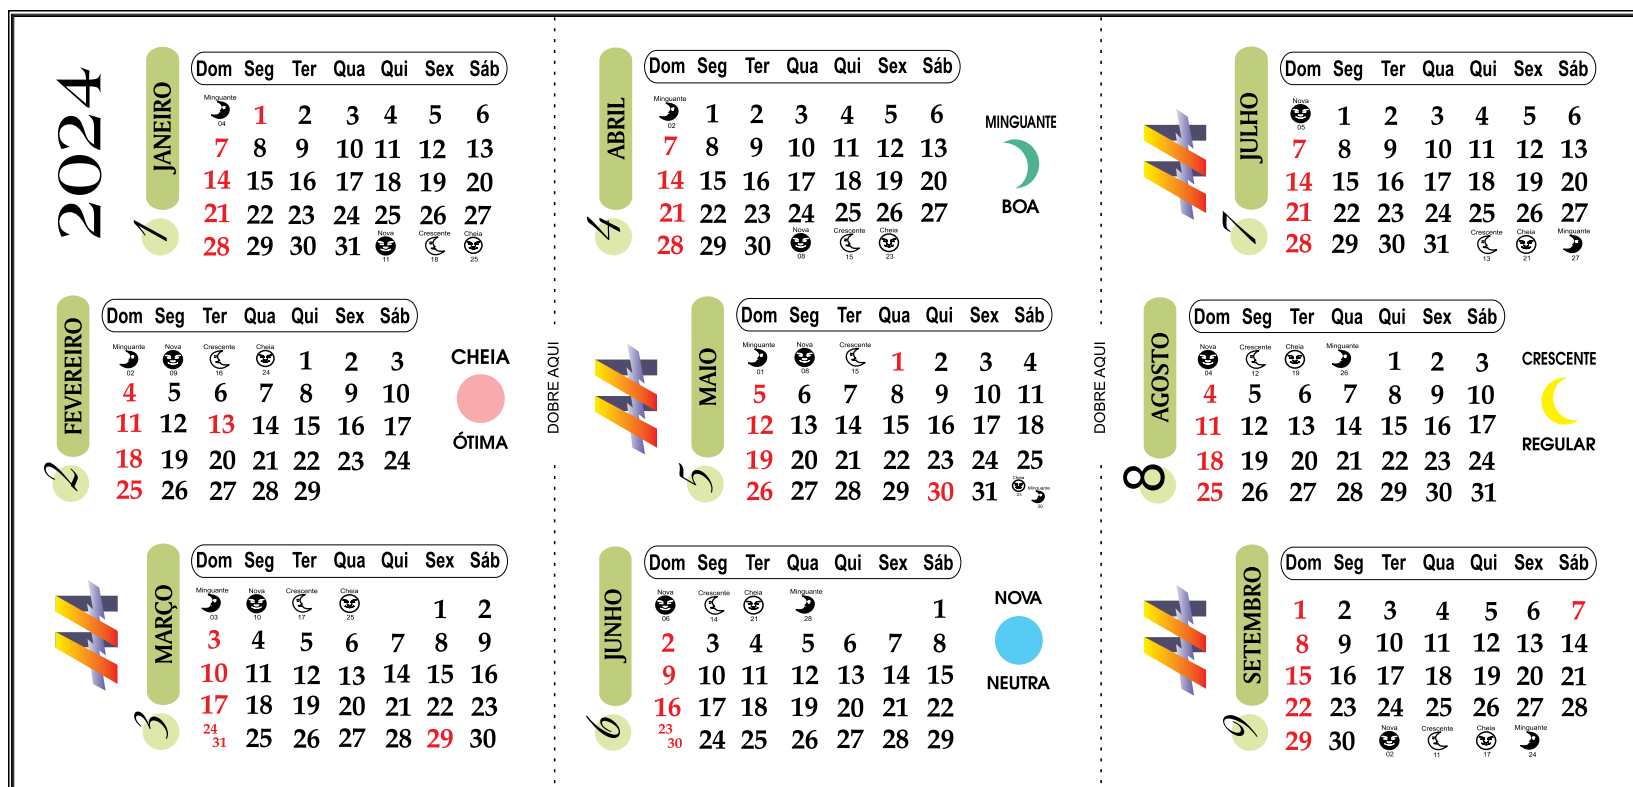 2024
JANEIRO
1
Dom Seg Ter Qua Qui Sex Sáb
Minguante
04
1 2 3 4 5 6
7 8 9 10 11 12 13
14 15 16 17 18 19 20
21 22 23 24 25 26 27
28 29 30 31
Nova Crescente Cheia
11 18 25
FEVEREIRO
2
Dom Seg Ter Qua Qui Sex Sáb
Minguante Nova Crescente Cheia
02 09 16 24
1 2 3
4 5 6 7 8 9 10
11 12 13 14 15 16 17
18 19 20 21 22 23 24
25 26 27 28 29
CHEIA
ÓTIMA
MARÇO
3
Dom Seg Ter Qua Qui Sex Sáb
Minguante Nova Crescente Cheia
03 10 17 25
1 2
3 4 5 6 7 8 9
10 11 12 13 14 15 16
17 18 19 20 21 22 23
24 31 25 26 27 28 29 30
DOBRE AQUI
ABRIL
4
Dom Seg Ter Qua Qui Sex Sáb
Minguante
02
1 2 3 4 5 6
7 8 9 10 11 12 13
14 15 16 17 18 19 20
21 22 23 24 25 26 27
28 29 30
Nova Crescente Cheia
08 15 23
MINGUANTE
BOA
MAIO
5
Dom Seg Ter Qua Qui Sex Sáb
Minguante Nova Crescente
01 08 15
1 2 3 4
5 6 7 8 9 10 11
12 13 14 15 16 17 18
19 20 21 22 23 24 25
26 27 28 29 30 31
Cheia Minguante
23 30
JUNHO
6
Dom Seg Ter Qua Qui Sex Sáb
Nova Crescente Cheia Minguante
06 14 21 28
1
2 3 4 5 6 7 8
9 10 11 12 13 14 15
16 17 18 19 20 21 22
23 30 24 25 26 27 28 29
NOVA
NEUTRA
DOBRE AQUI
JULHO
7
Dom Seg Ter Qua Qui Sex Sáb
Nova
05
1 2 3 4 5 6
7 8 9 10 11 12 13
14 15 16 17 18 19 20
21 22 23 24 25 26 27
28 29 30 31
Crescente Cheia Minguante
13 21 27
AGOSTO
8
Dom Seg Ter Qua Qui Sex Sáb
Nova Crescente Cheia Minguante
04 12 19 26
1 2 3
4 5 6 7 8 9 10
11 12 13 14 15 16 17
18 19 20 21 22 23 24
25 26 27 28 29 30 31
CRESCENTE
REGULAR
SETEMBRO
9
Dom Seg Ter Qua Qui Sex Sáb
1 2 3 4 5 6 7
8 9 10 11 12 13 14
15 16 17 18 19 20 21
22 23 24 25 26 27 28
29 30
Nova Crescente Cheia Minguante
02 11 17 24